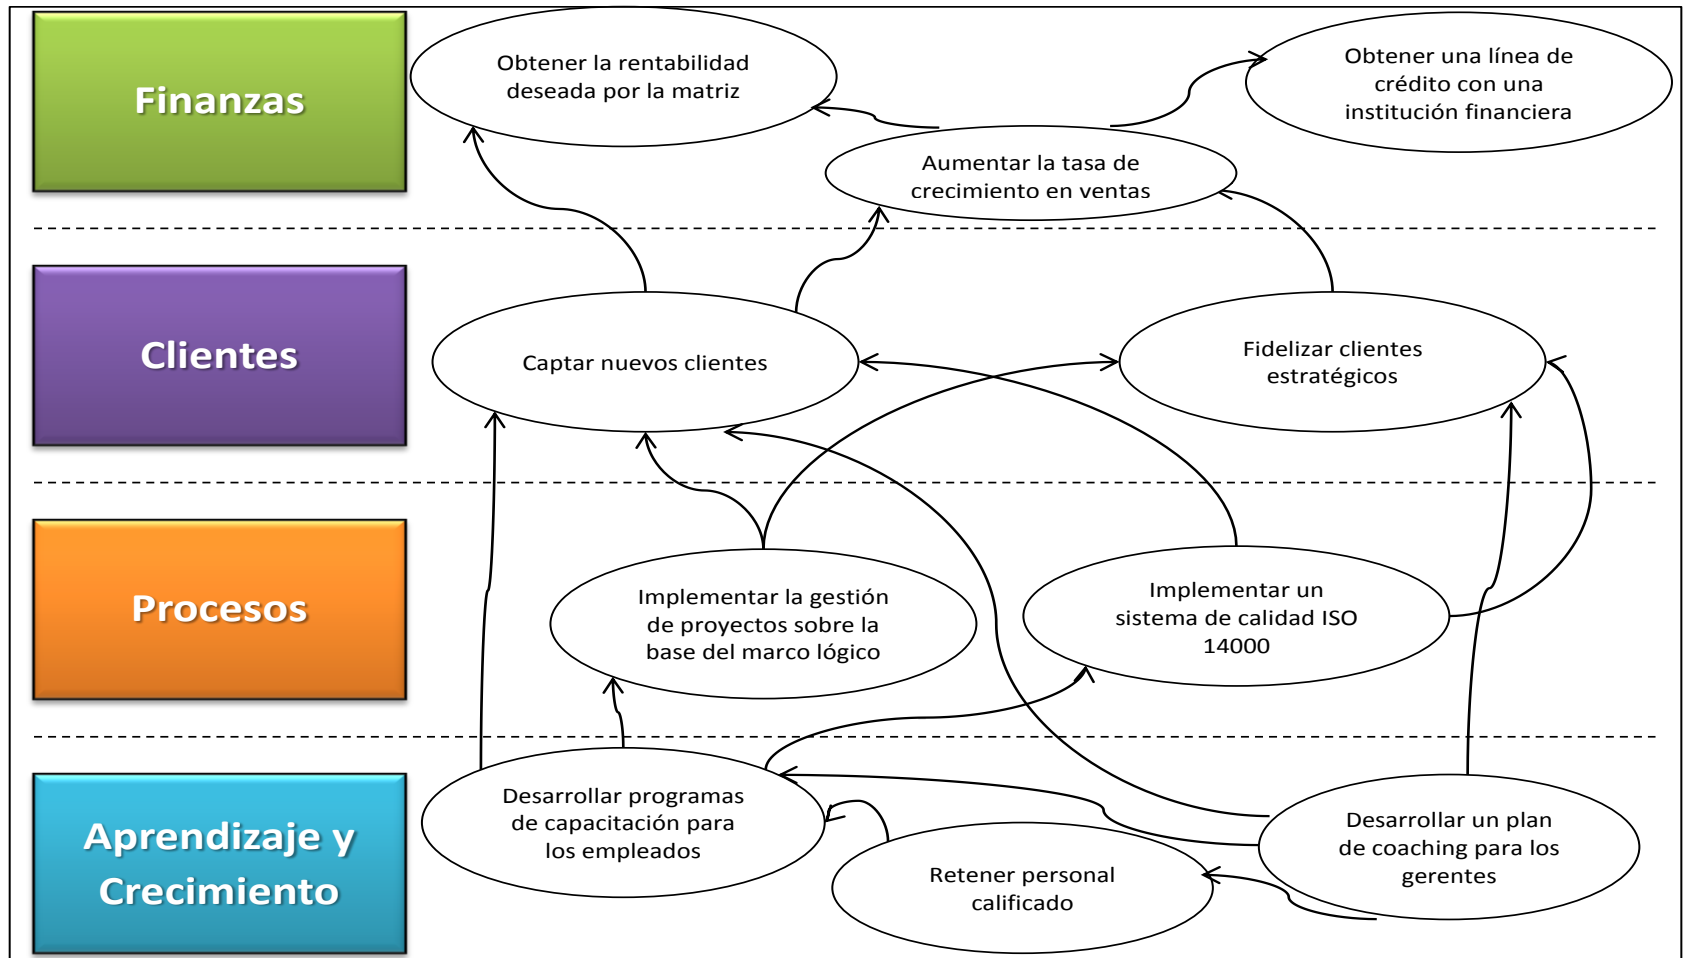 Finanzas
Obtener la rentabilidad
deseada por la matriz
Obtener una línea de
crédito con una
institución financiera
Aumentar la tasa de
crecimiento en ventas
Clientes
Captar nuevos clientes
Fidelizar clientes
estratégicos
Procesos
Implementar la gestión
de proyectos sobre la
base del marco lógico
Implementar un
sistema de calidad ISO
14000
Aprendizaje y
Crecimiento
Desarrollar programas
de capacitación para
los empleados
Retener personal
calificado
Desarrollar un plan
de coaching para los
gerentes